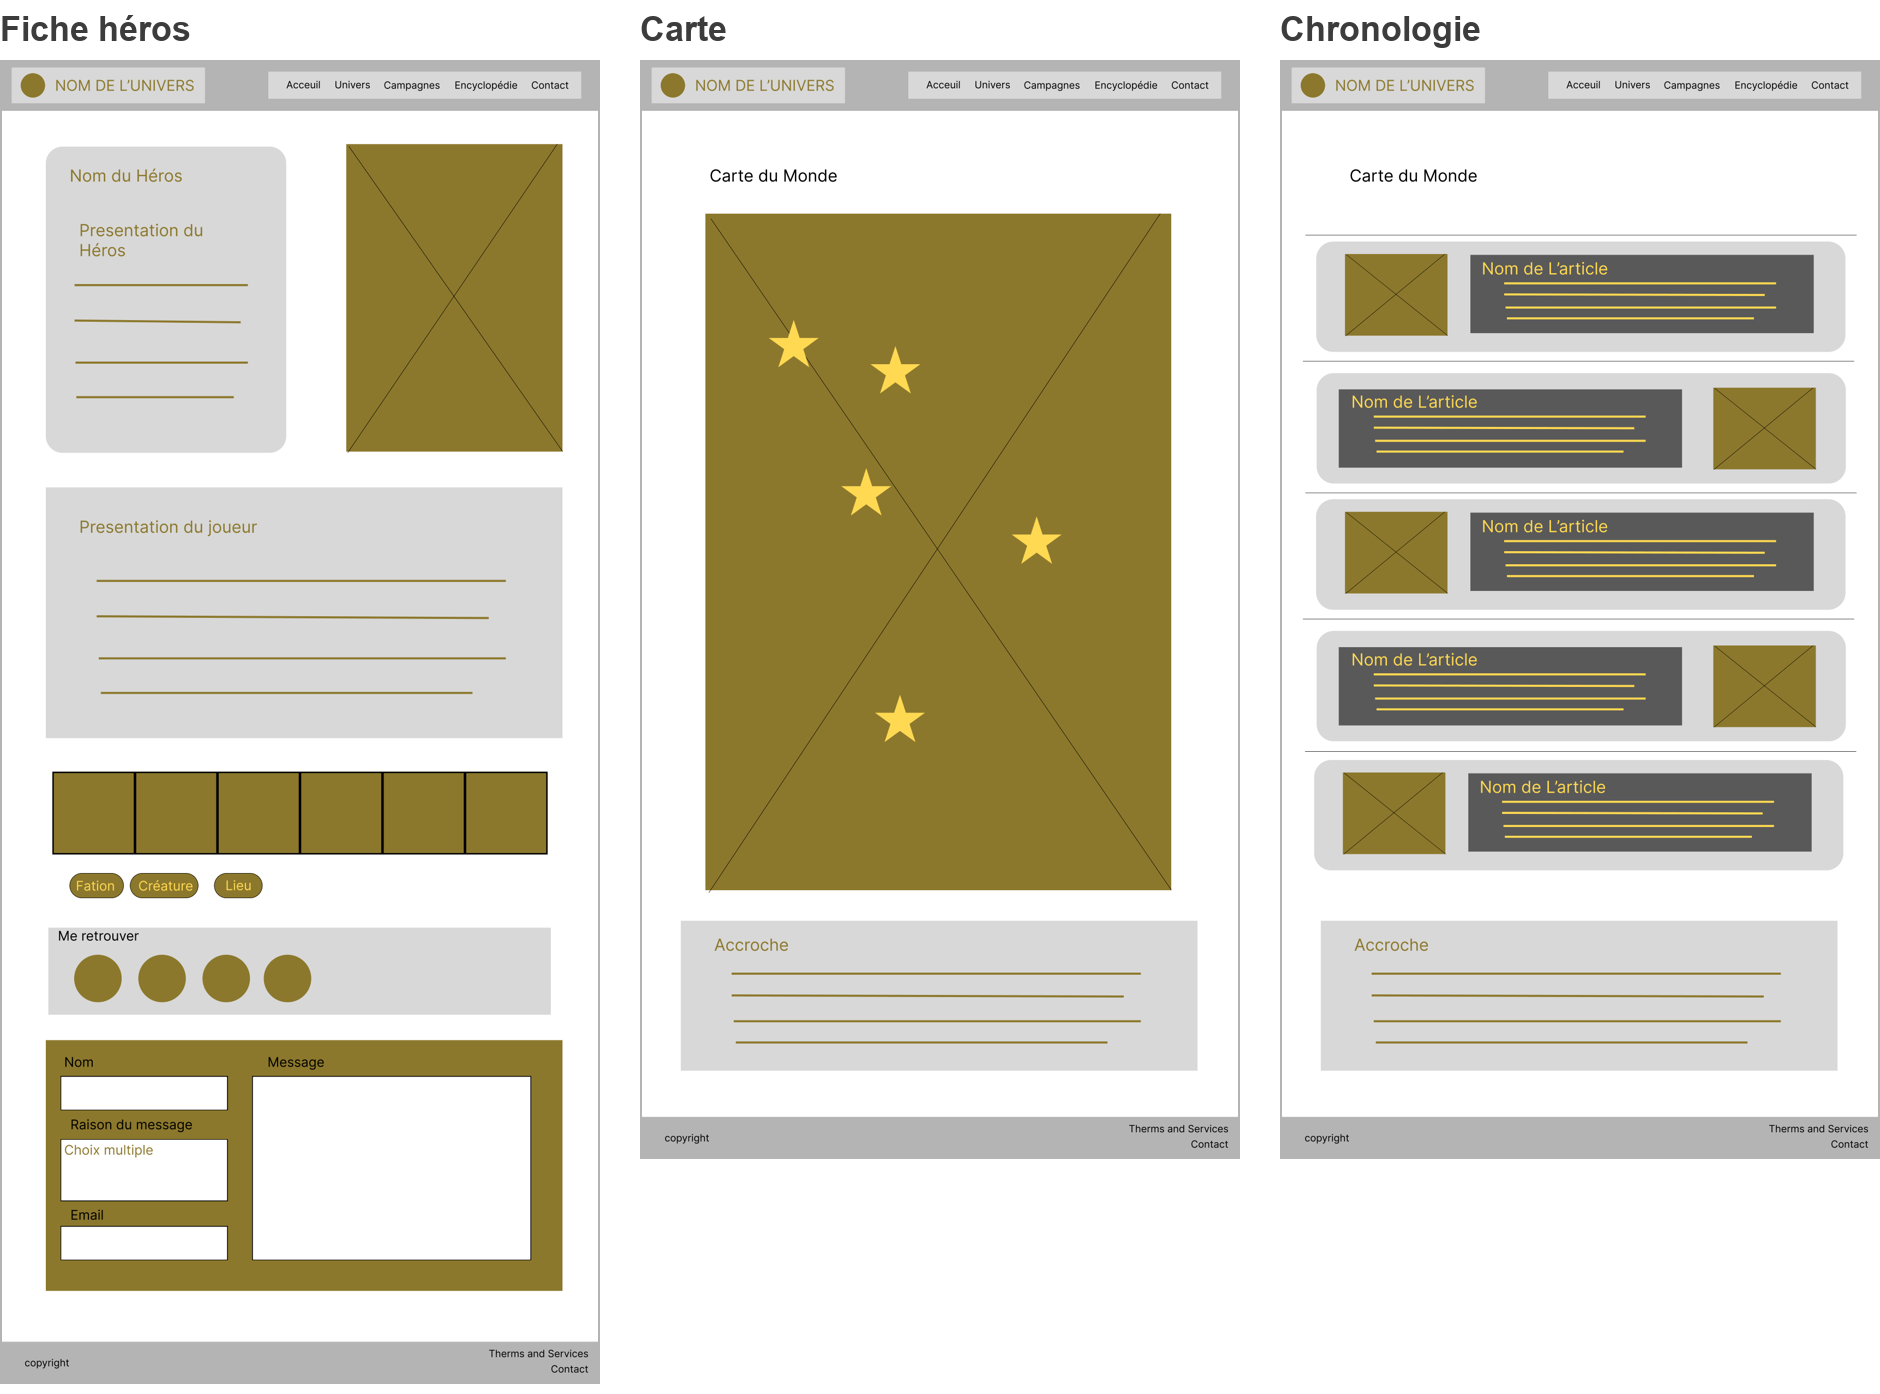 Fiche héros
NOM DE L’UNIVERS
Acceuil Univers Campagnes Encyclopédie Contact
Nom du Héros
Presentation du
Héros
Presentation du joueur
Fation Créature Lieu
Me retrouver
Nom
Message
Raison du message
Choix multiple
Email
copyright
Therms and Services
Contact
Carte
NOM DE L’UNIVERS
Acceuil Univers Campagnes Encyclopédie Contact
Carte du Monde
Accroche
copyright
Therms and Services
Contact
Chronologie
NOM DE L’UNIVERS
Acceuil Univers Campagnes Encyclopédie Contact
Carte du Monde
Nom de L’article
Nom de L’article
Nom de L’article
Nom de L’article
Nom de L’article
Accroche
copyright
Therms and Services
Contact